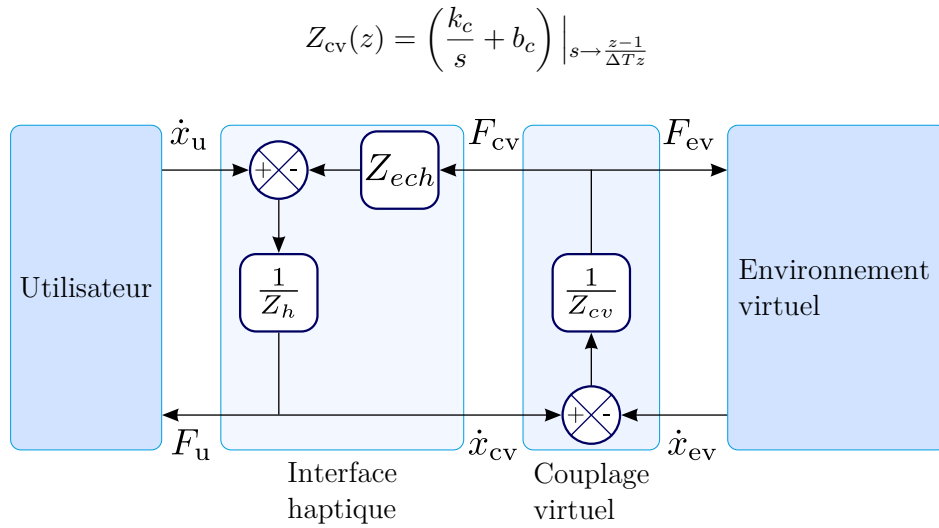 Z_cv(z) = (k_c/s + b_c)|_{s→(z−1)/(ΔTz)}
ẋ_u
F_cv
F_ev
+ -
Z_ech
Utilisateur
1/Z_h
1/Z_cv
Environnement
virtuel
+ -
F_u
ẋ_cv
ẋ_ev
Interface
haptique
Couplage
virtuel